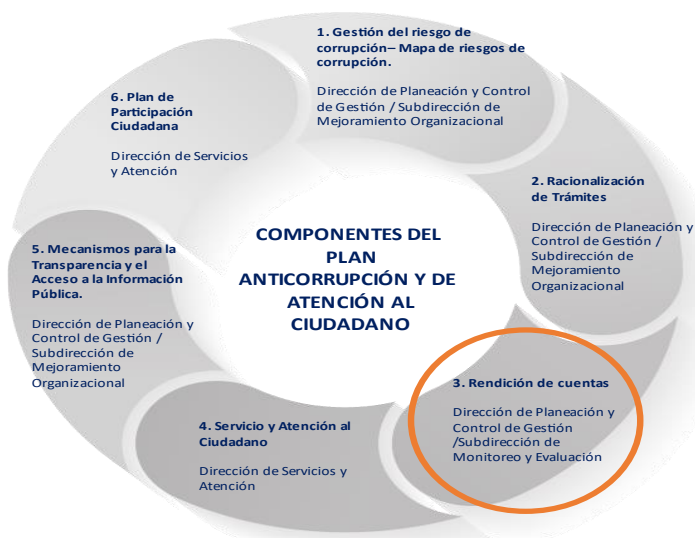 1. Gestión del riesgo de
corrupción– Mapa de riesgos de
corrupción.
Dirección de Planeación y Control
de Gestión / Subdirección de
Mejoramiento Organizacional
2. Racionalización
de Trámites
Dirección de Planeación y
Control de Gestión /
Subdirección de
Mejoramiento
Organizacional
3. Rendición de cuentas
Dirección de Planeación y
Control de Gestión
/Subdirección de
Monitoreo y Evaluación
4. Servicio y Atención al
Ciudadano
Dirección de Servicios y
Atención
5. Mecanismos para la
Transparencia y el
Acceso a la Información
Pública.
Dirección de Planeación y
Control de Gestión /
Subdirección de
Mejoramiento
Organizacional
6. Plan de
Participación
Ciudadana
Dirección de Servicios
y Atención
COMPONENTES DEL
PLAN
ANTICORRUPCIÓN Y DE
ATENCIÓN AL
CIUDADANO